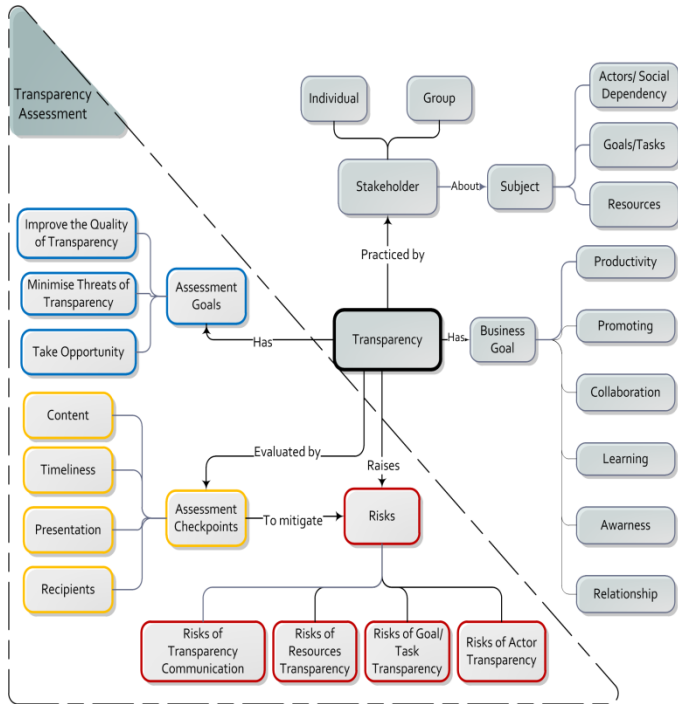 Transparency
Assessment
Individual
Group
Actors/ Social
Dependency
Stakeholder
About
Subject
Goals/Tasks
Resources
Improve the Quality
of Transparency
Practiced by
Minimise Threats of
Transparency
Assessment
Goals
Productivity
Take Opportunity
Has
Transparency
Has
Business
Goal
Promoting
Collaboration
Content
Evaluated by
Raises
Timeliness
Learning
Presentation
Assessment
Checkpoints
To mitigate
Risks
Awarness
Recipients
Relationship
Risks of
Transparency
Communication
Risks of
Resources
Transparency
Risks of Goal/
Task
Transparency
Risks of Actor
Transparency